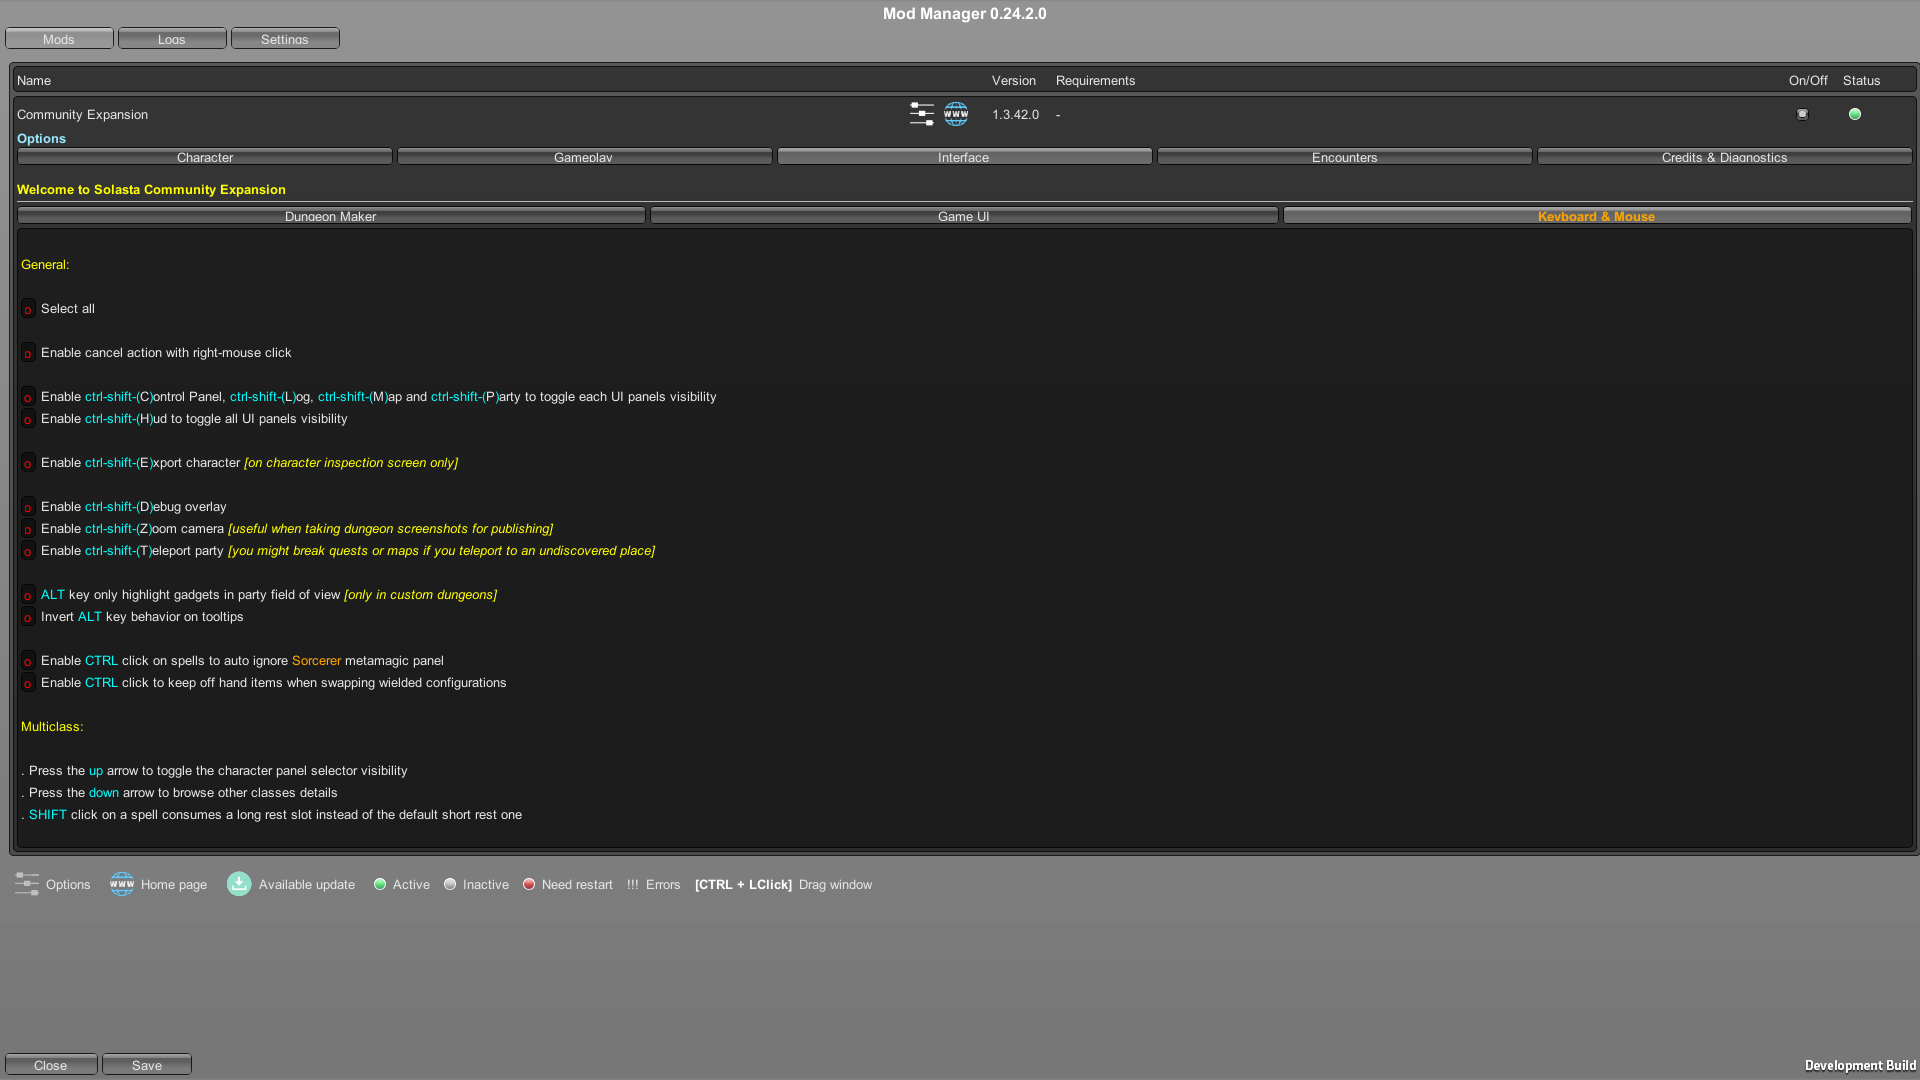 Mod Manager 0.24.2.0
Mods Logs Settings
Name Version Requirements On/Off Status
Community Expansion www 1.3.42.0 -
Options
Character Gameplay Interface Encounters Credits & Diagnostics
Welcome to Solasta Community Expansion
Dungeon Maker Game UI Keyboard & Mouse
General:
o Select all
o Enable cancel action with right-mouse click
o Enable ctrl-shift-(C)ontrol Panel, ctrl-shift-(L)og, ctrl-shift-(M)ap and ctrl-shift-(P)arty to toggle each UI panels visibility
o Enable ctrl-shift-(H)ud to toggle all UI panels visibility
o Enable ctrl-shift-(E)xport character [on character inspection screen only]
o Enable ctrl-shift-(D)ebug overlay
o Enable ctrl-shift-(Z)oom camera [useful when taking dungeon screenshots for publishing]
o Enable ctrl-shift-(T)eleport party [you might break quests or maps if you teleport to an undiscovered place]
o ALT key only highlight gadgets in party field of view [only in custom dungeons]
o Invert ALT key behavior on tooltips
o Enable CTRL click on spells to auto ignore Sorcerer metamagic panel
o Enable CTRL click to keep off hand items when swapping wielded configurations
Multiclass:
. Press the up arrow to toggle the character panel selector visibility
. Press the down arrow to browse other classes details
. SHIFT click on a spell consumes a long rest slot instead of the default short rest one
Options www Home page Available update Active Inactive Need restart !!! Errors [CTRL + LClick] Drag window
Close Save Development Build